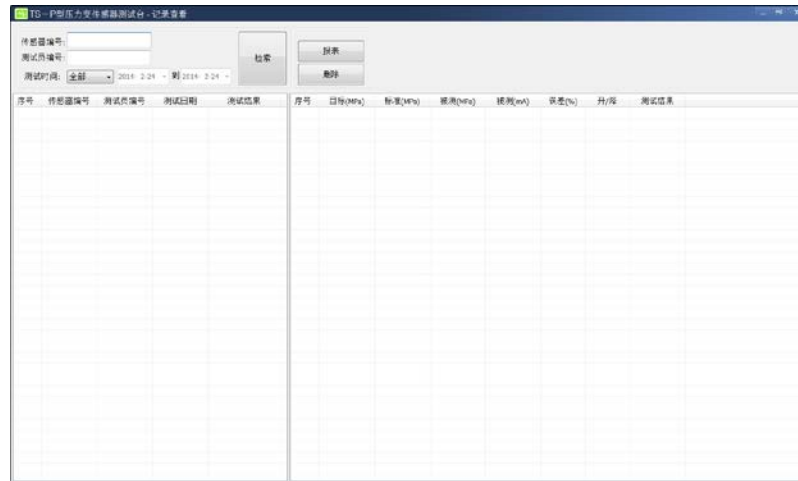 TS-P型压力变传感器测试台-记录查看
传感器编号:
测试员编号:
检索
报表
测试时间: 全部 2014- 2-24 到 2014- 2-24
删除
序号 传感器编号 测试员编号 测试日期 测试结果
序号 目标(MPa) 标准(MPa) 被测(MPa) 被测(mA) 误差(%) 升/降 测试结果